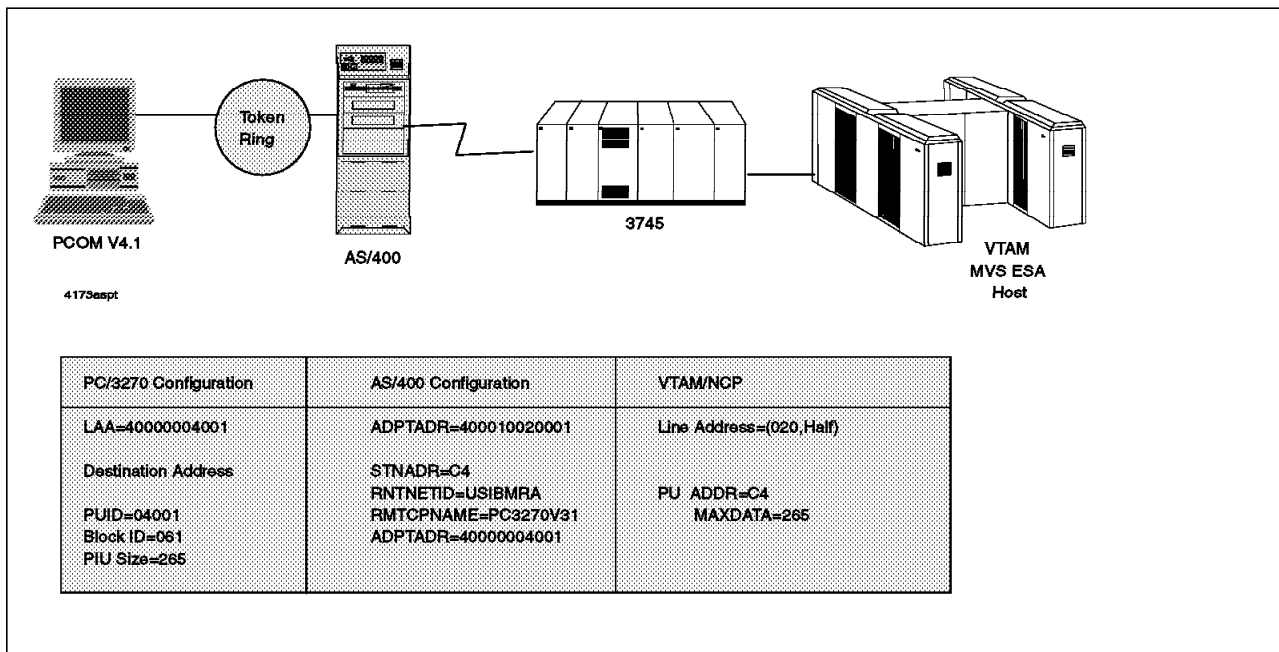 Token
Ring
PCOM V4.1
AS/400
3745
VTAM
MVS ESA
Host
4173aspt
PC/3270 Configuration
AS/400 Configuration
VTAM/NCP
LAA=40000004001
ADPTADR=400010020001
Line Address=(020,Half)
Destination Address
STNADR=C4
RNTNETID=USIBMRA
PU ADDR=C4
PUID=04001
RMTCPNAME=PC3270V31
MAXDATA=265
Block ID=061
ADPTADR=40000004001
PIU Size=265